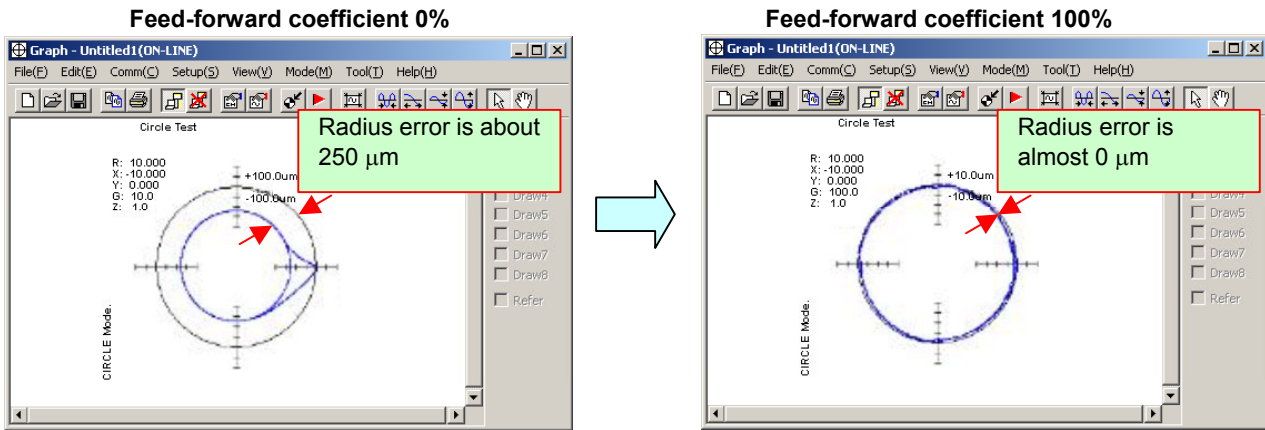 Feed-forward coefficient 0%
Graph - Untitled1(ON-LINE)
File(F) Edit(E) Comm(C) Setup(S) View(V) Mode(M) Tool(T) Help(H)
Circle Test
Radius error is about
250 μm
R: 10.000
X:-10.000
Y: 0.000
G: 10.0
Z: 1.0
+100.0um
-100.0um
CIRCLE Mode.
Draw4
Draw5
Draw6
Draw7
Draw8
Refer
Feed-forward coefficient 100%
Graph - Untitled1(ON-LINE)
File(F) Edit(E) Comm(C) Setup(S) View(V) Mode(M) Tool(T) Help(H)
Circle Test
Radius error is
almost 0 μm
R: 10.000
X:-10.000
Y: 0.000
G: 100.0
Z: 1.0
+10.0um
-10.0um
CIRCLE Mode.
Draw5
Draw6
Draw7
Draw8
Refer